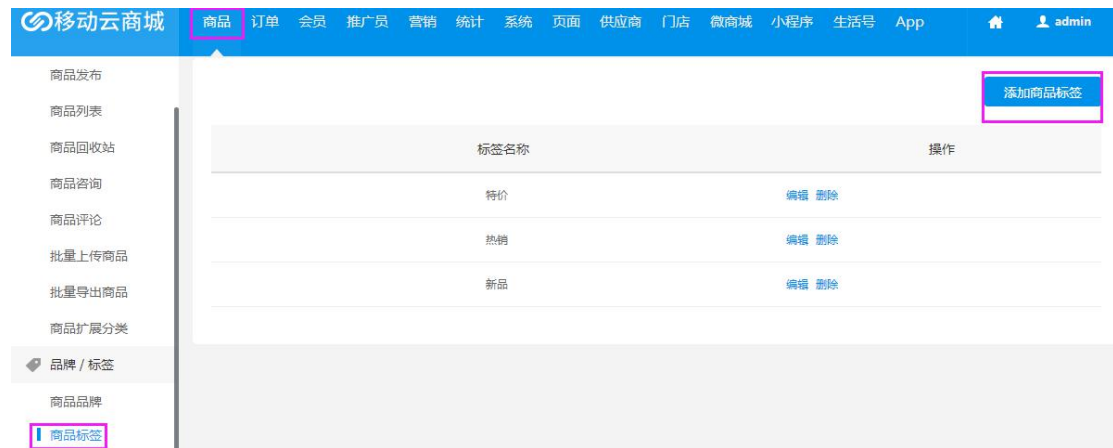 移动云商城 商品 订单 会员 推广员 营销 统计 系统 页面 供应商 门店 微商城 小程序 生活号 App admin
商品发布
添加商品标签
商品列表
商品回收站
标签名称 操作
商品咨询
特价 编辑 删除
商品评论
热销 编辑 删除
批量上传商品
批量导出商品
新品 编辑 删除
商品扩展分类
品牌 / 标签
商品品牌
商品标签